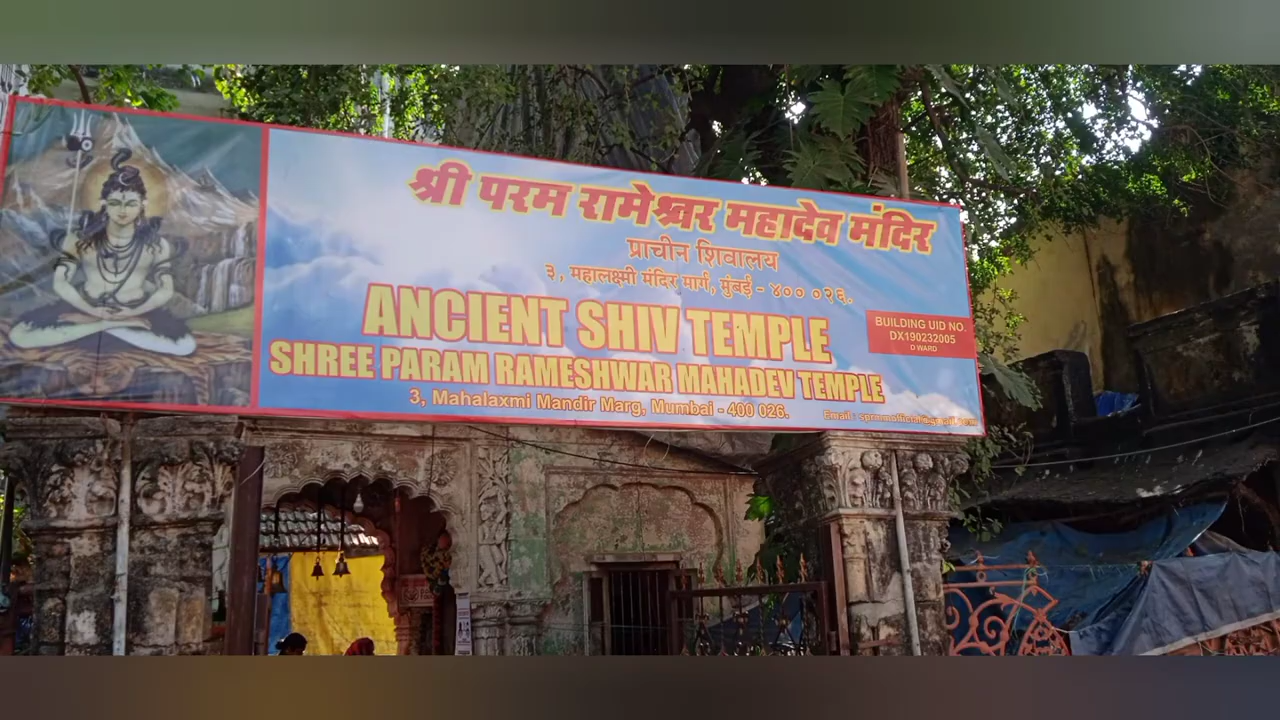 श्री परम रामेश्वर महादेव मंदिर
प्राचीन शिवालय
३, महालक्ष्मी मंदिर मार्ग, मुंबई - ४०० ०२६.
ANCIENT SHIV TEMPLE
SHREE PARAM RAMESHWAR MAHADEV TEMPLE
3, Mahalaxmi Mandir Marg, Mumbai - 400 026.
BUILDING UID NO.
DX190232005
D WARD
Email :